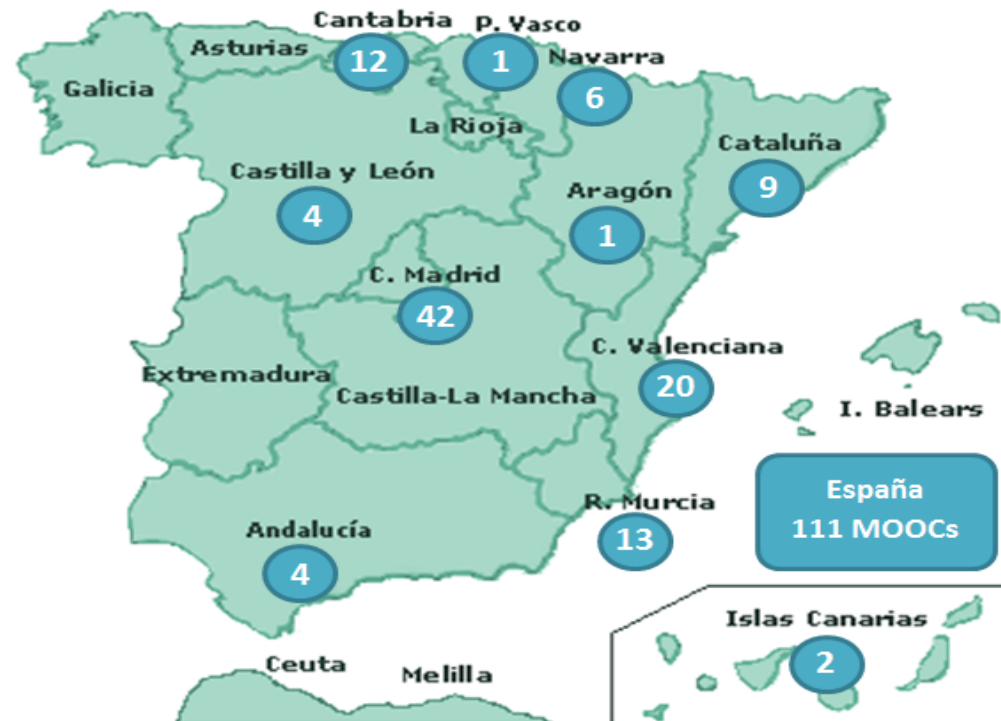 Cantabria
P. Vasco
Asturias
12
1
Navarra
Galicia
6
La Rioja
Cataluña
Castilla y León
9
Aragón
4
1
C. Madrid
42
C. Valenciana
Extremadura
20
Castilla-La Mancha
I. Balears
España
111 MOOCs
R. Murcia
Andalucía
13
4
Islas Canarias
2
Ceuta
Melilla